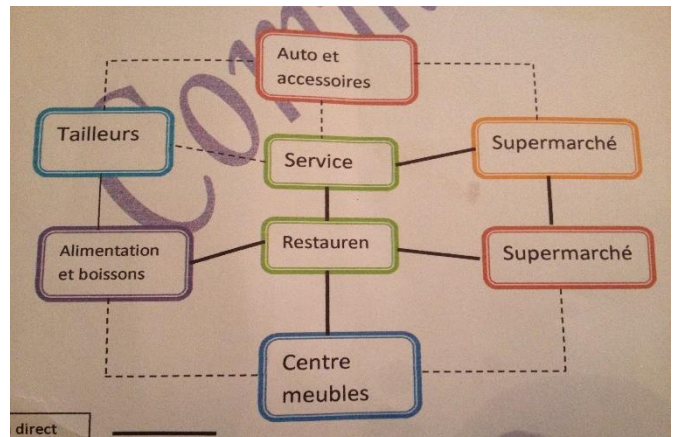 Auto et
accessoires
Tailleurs
Service
Supermarché
Alimentation
et boissons
Restauren
Supermarché
Centre
meubles
direct